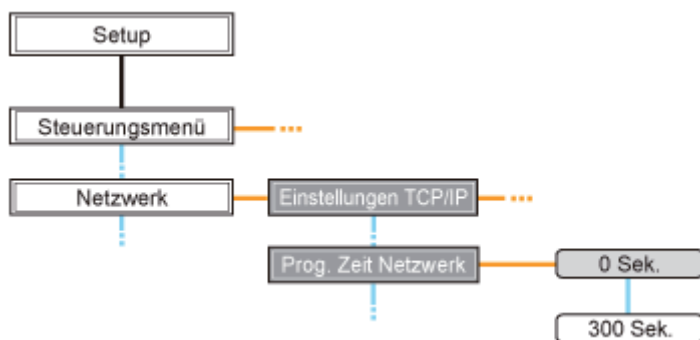 Setup
Steuerungsmenü
Netzwerk
Einstellungen TCP/IP
Prog. Zeit Netzwerk
0 Sek.
300 Sek.